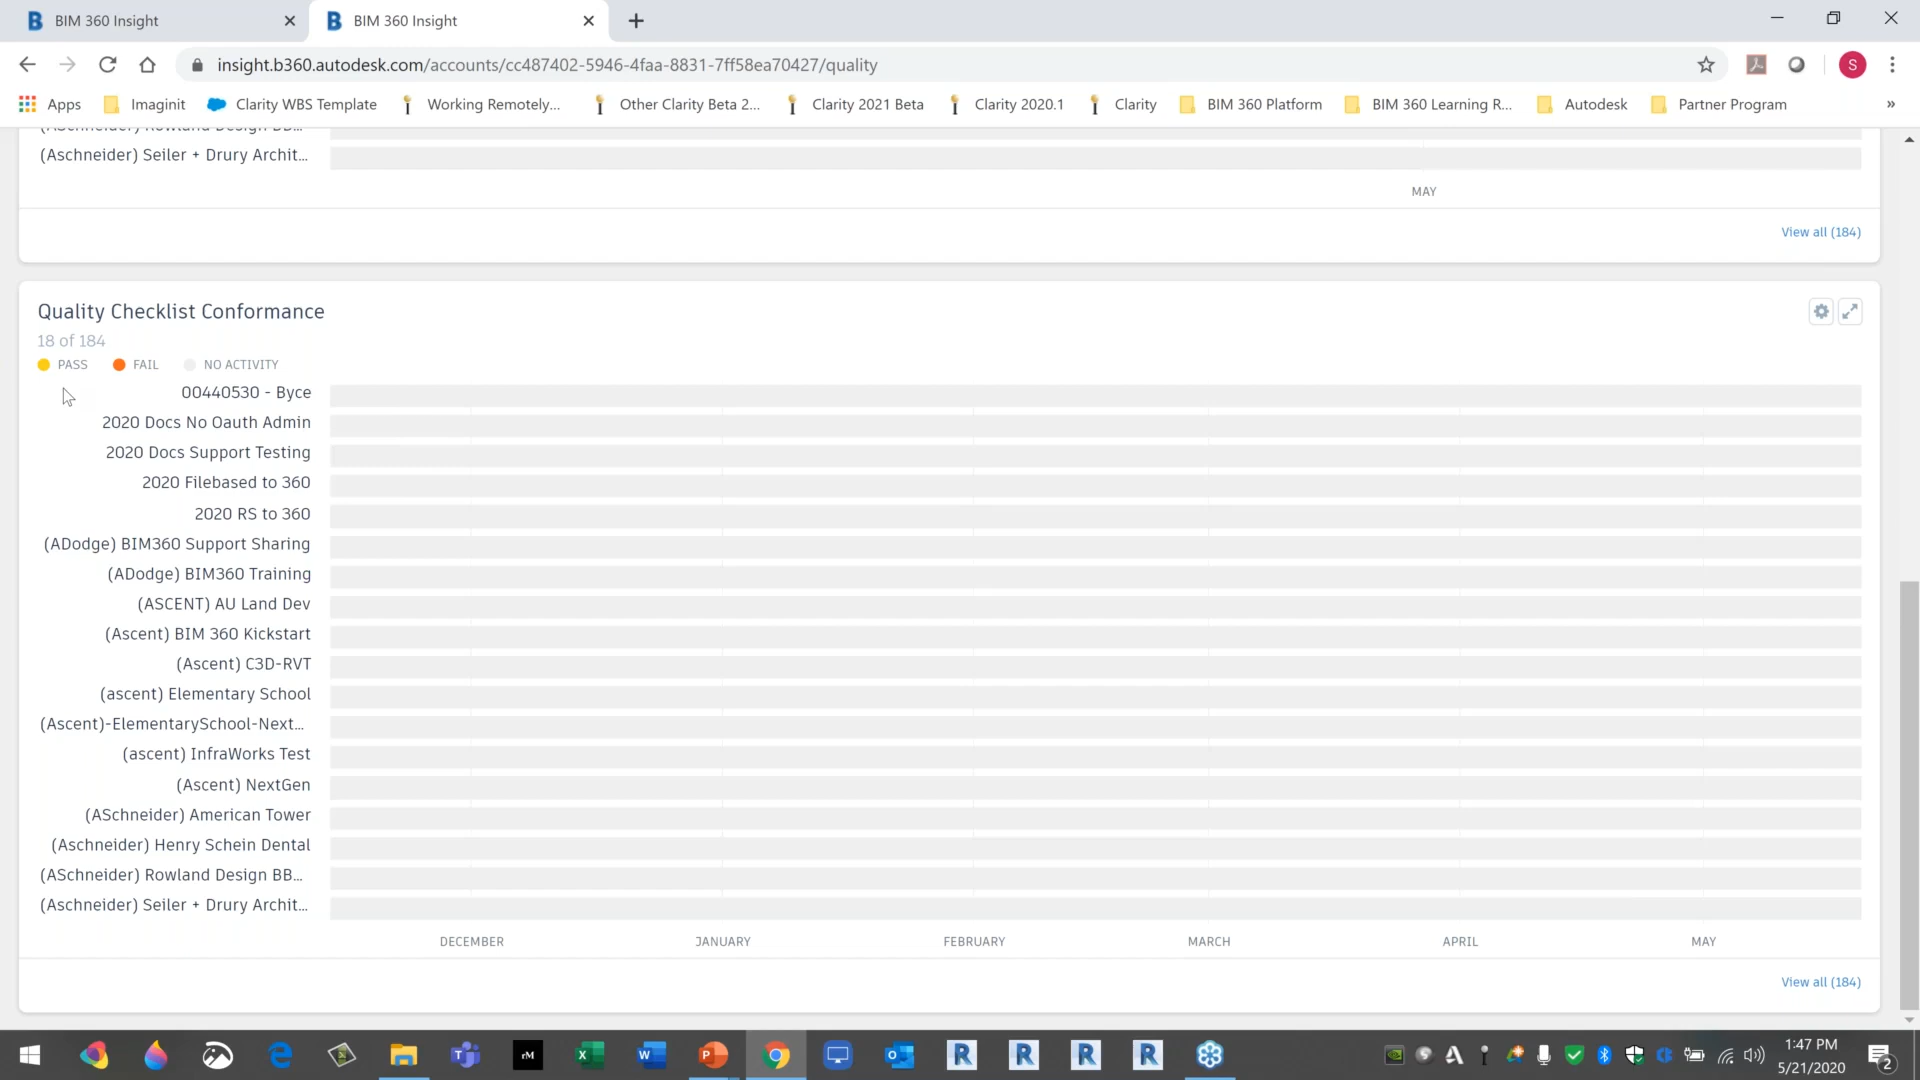 BIM 360 Insight
BIM 360 Insight
insight.b360.autodesk.com/accounts/cc487402-5946-4faa-8831-7ff58ea70427/quality
S
Apps
Imaginit
Clarity WBS Template
Working Remotely...
Other Clarity Beta 2...
Clarity 2021 Beta
Clarity 2020.1
Clarity
BIM 360 Platform
BIM 360 Learning R...
Autodesk
Partner Program
»
(ASchneider) Rowland Design BB...
(Aschneider) Seiler + Drury Archit...
MAY
View all (184)
Quality Checklist Conformance
18 of 184
PASS FAIL NO ACTIVITY
00440530 - Byce
2020 Docs No Oauth Admin
2020 Docs Support Testing
2020 Filebased to 360
2020 RS to 360
(ADodge) BIM360 Support Sharing
(ADodge) BIM360 Training
(ASCENT) AU Land Dev
(Ascent) BIM 360 Kickstart
(Ascent) C3D-RVT
(ascent) Elementary School
(Ascent)-ElementarySchool-Next...
(ascent) InfraWorks Test
(Ascent) NextGen
(ASchneider) American Tower
(Aschneider) Henry Schein Dental
(ASchneider) Rowland Design BB...
(Aschneider) Seiler + Drury Archit...
DECEMBER JANUARY FEBRUARY MARCH APRIL MAY
View all (184)
1:47 PM
5/21/2020
2